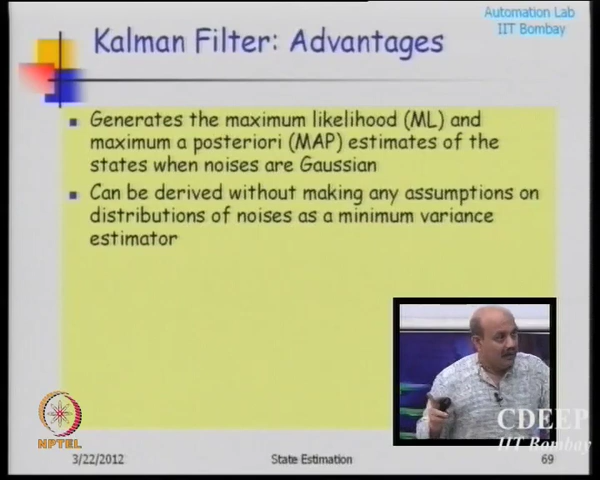 Automation Lab
IIT Bombay
Kalman Filter: Advantages
Generates the maximum likelihood (ML) and
maximum a posteriori (MAP) estimates of the
states when noises are Gaussian
Can be derived without making any assumptions on
distributions of noises as a minimum variance
estimator
CDEEP
IIT Bombay
NPTEL
3/22/2012
State Estimation
69